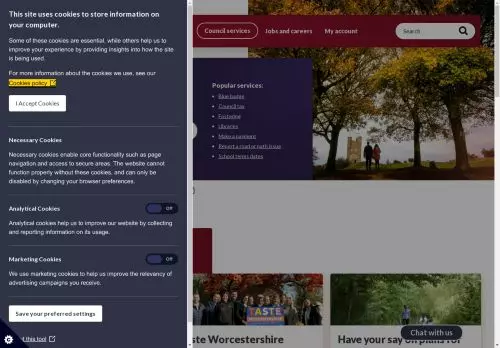 This site uses cookies to store information on
your computer.
Some of these cookies are essential, while others help us to
improve your experience by providing insights into how the site
is being used.
For more information about the cookies we use, see our
Cookies policy
I Accept Cookies
Necessary Cookies
Necessary cookies enable core functionality such as page
navigation and access to secure areas. The website cannot
function properly without these cookies, and can only be
disabled by changing your browser preferences.
Analytical Cookies
Off
Analytical cookies help us to improve our website by collecting
and reporting information on its usage.
Marketing Cookies
Off
We use marketing cookies to help us improve the relevancy of
advertising campaigns you receive.
Save your preferred settings
this tool
Council services
Jobs and careers
My account
Search
Popular services:
Blue badge
Council tax
Fostering
Libraries
Make a payment
Report a road or path issue
School terms dates
TASTE
Worcestershire
Have your say on plans for
Chat with us